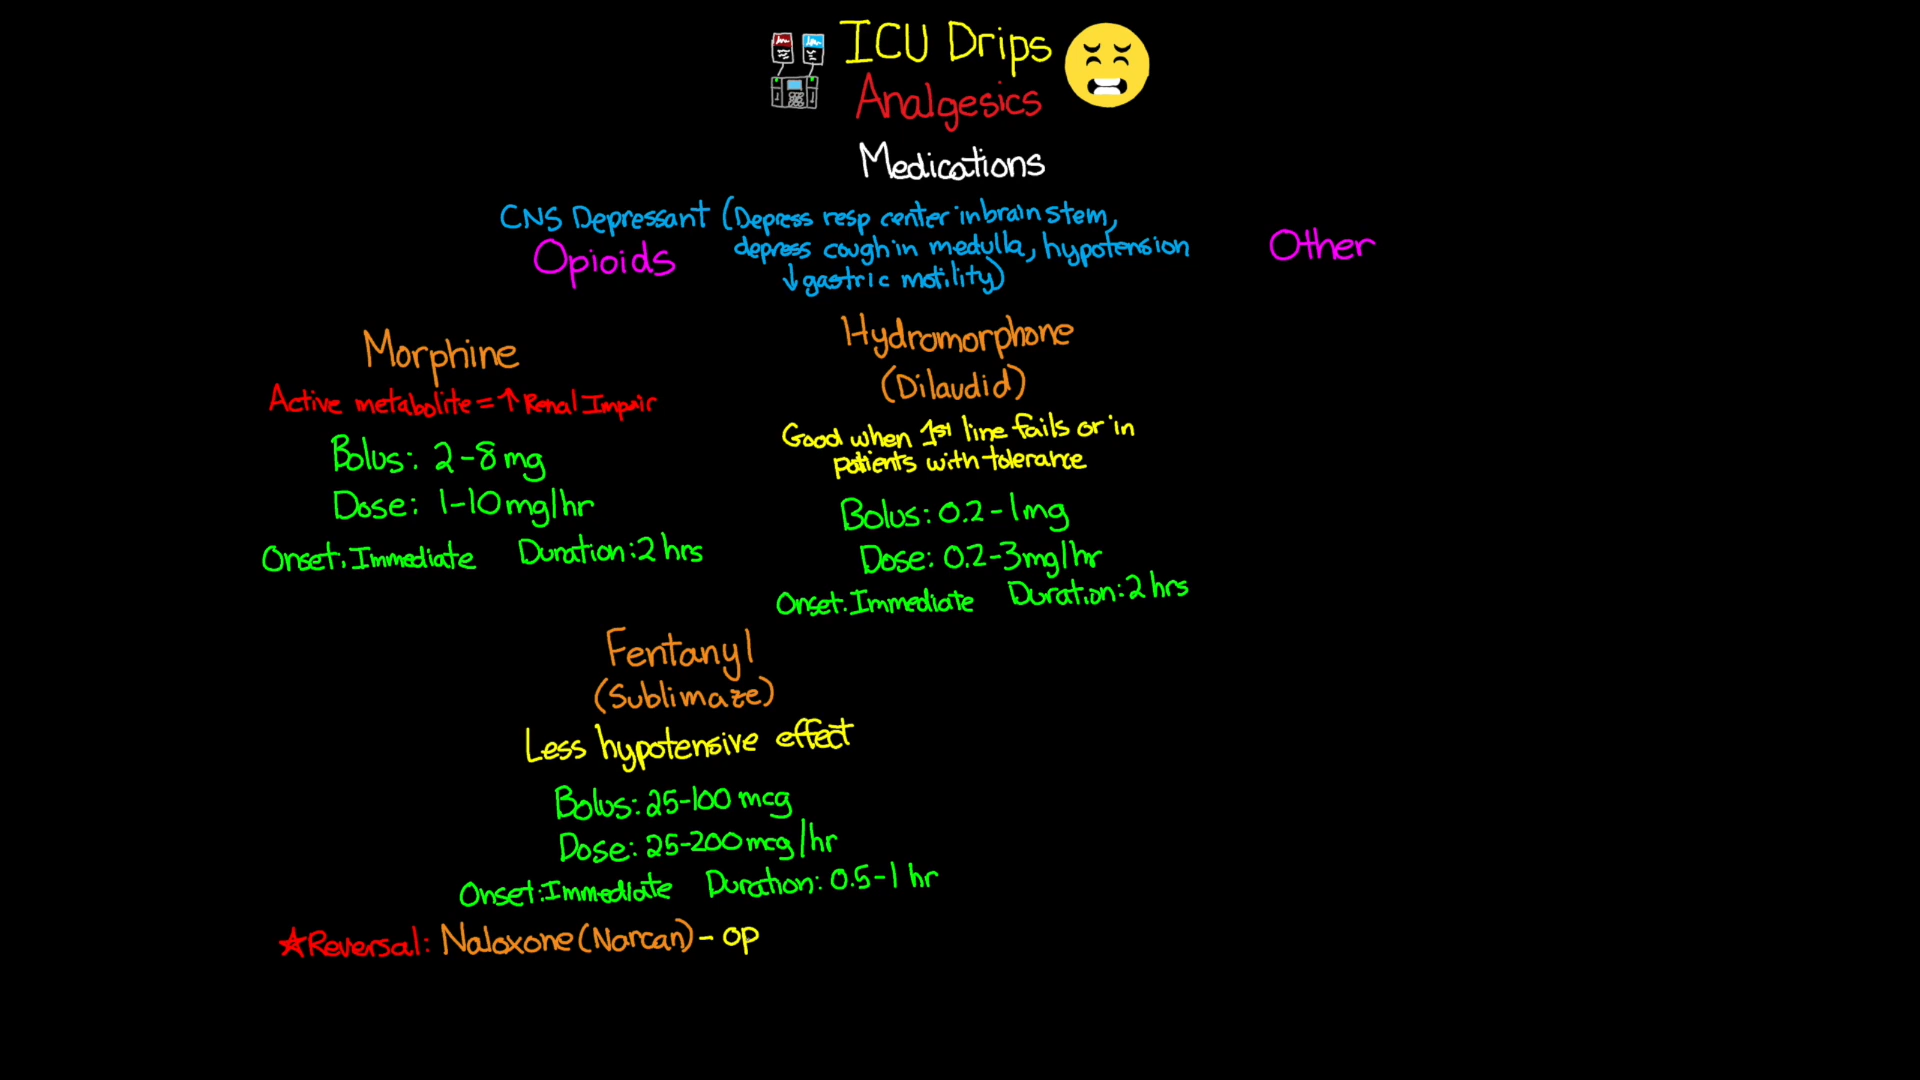 ICU Drips
Analgesics
Medications
CNS Depressant (Depress resp center in brain stem,
depress cough in medulla, hypotension
↓gastric motility)
Opioids
Other
Morphine
Active metabolite = ↑ Renal Impair
Bolus: 2-8 mg
Dose: 1-10 mg/hr
Onset: Immediate Duration: 2 hrs
Hydromorphone
(Dilaudid)
Good when 1st line fails or in
patients with tolerance
Bolus: 0.2-1mg
Dose: 0.2-3mg/hr
Onset: Immediate Duration: 2 hrs
Fentanyl
(Sublimaze)
Less hypotensive effect
Bolus: 25-100 mcg
Dose: 25-200 mcg/hr
Onset: Immediate Duration: 0.5-1 hr
★Reversal: Naloxone (Narcan) - op